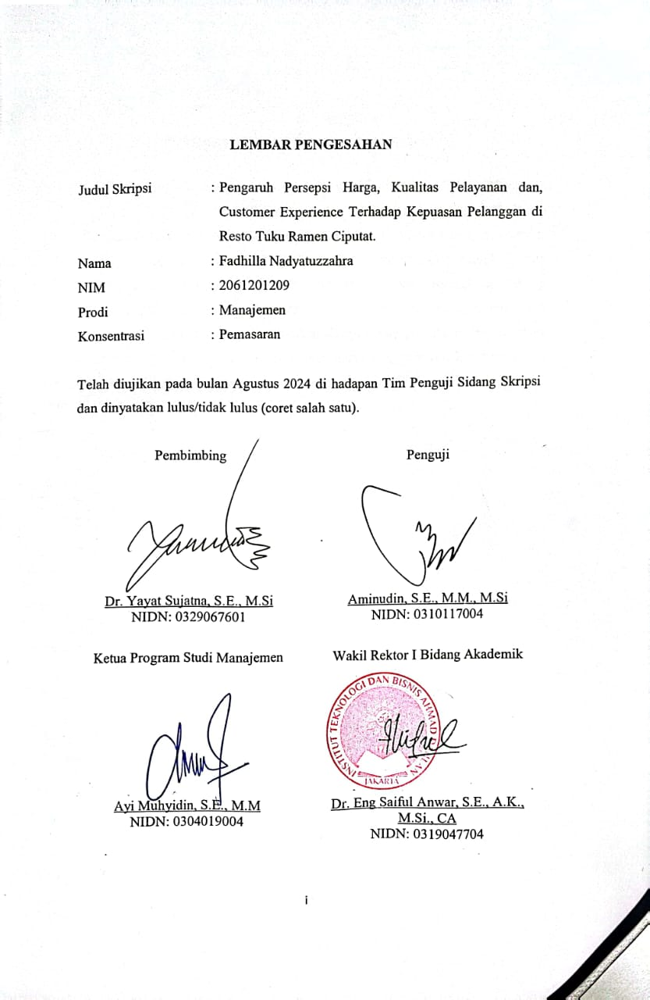 LEMBAR PENGESAHAN
Judul Skripsi : Pengaruh Persepsi Harga, Kualitas Pelayanan dan,
Customer Experience Terhadap Kepuasan Pelanggan di
Resto Tuku Ramen Ciputat.
Nama : Fadhilla Nadyatuzzahra
NIM : 2061201209
Prodi : Manajemen
Konsentrasi : Pemasaran
Telah diujikan pada bulan Agustus 2024 di hadapan Tim Penguji Sidang Skripsi
dan dinyatakan lulus/tidak lulus (coret salah satu).
Pembimbing
Penguji
Dr. Yayat Sujatna, S.E., M.Si
NIDN: 0329067601
Aminudin, S.E., M.M., M.Si
NIDN: 0310117004
Ketua Program Studi Manajemen
Wakil Rektor I Bidang Akademik
INSTITUT TEKNOLOGI DAN BISNIS AHMAD
JAKARTA
Ayi Muhyidin, S.E., M.M
NIDN: 0304019004
Dr. Eng Saiful Anwar, S.E., A.K.,
M.Si., CA
NIDN: 0319047704
i